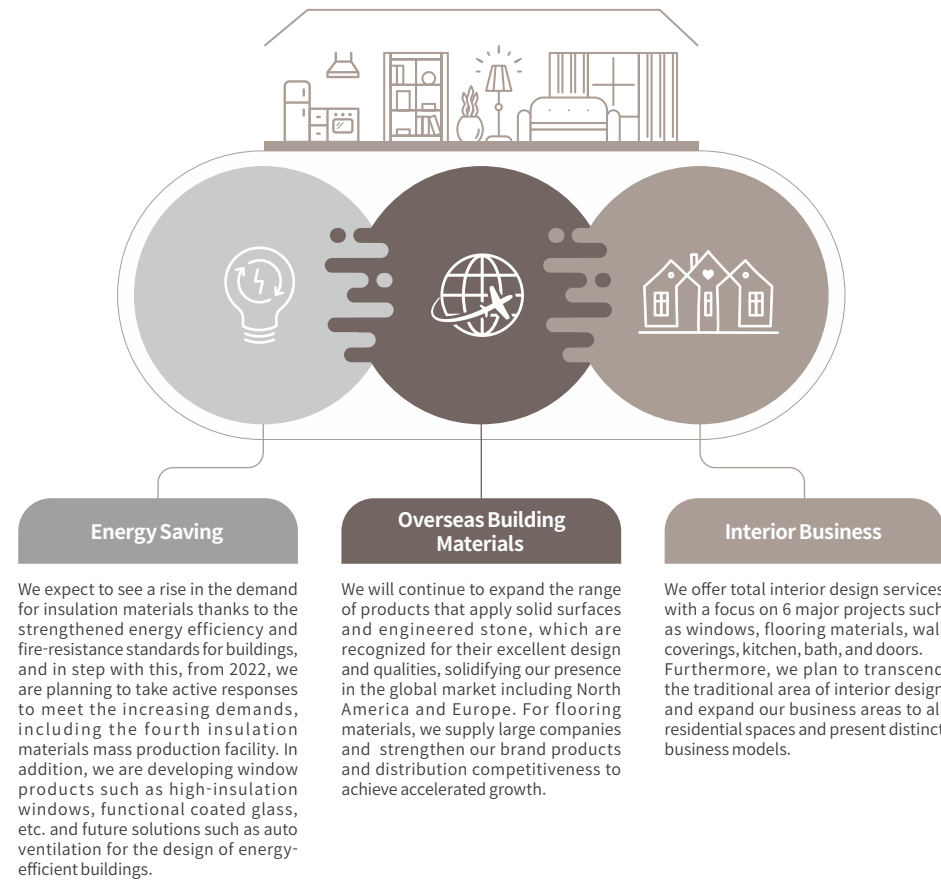 Energy Saving
We expect to see a rise in the demand
for insulation materials thanks to the
strengthened energy efficiency and
fire-resistance standards for buildings,
and in step with this, from 2022, we
are planning to take active responses
to meet the increasing demands,
including the fourth insulation
materials mass production facility. In
addition, we are developing window
products such as high-insulation
windows, functional coated glass,
etc. and future solutions such as auto
ventilation for the design of energy-
efficient buildings.
Overseas Building
Materials
We will continue to expand the range
of products that apply solid surfaces
and engineered stone, which are
recognized for their excellent design
and qualities, solidifying our presence
in the global market including North
America and Europe. For flooring
materials, we supply large companies
and strengthen our brand products
and distribution competitiveness to
achieve accelerated growth.
Interior Business
We offer total interior design services
with a focus on 6 major projects such
as windows, flooring materials, wall
coverings, kitchen, bath, and doors.
Furthermore, we plan to transcend
the traditional area of interior design
and expand our business areas to all
residential spaces and present distinct
business models.